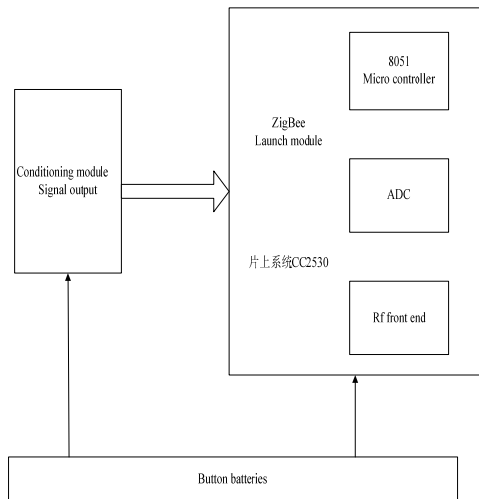 8051
Micro controller
ZigBee
Launch module
Conditioning module
Signal output
ADC
片上系统CC2530
Rf front end
Button batteries